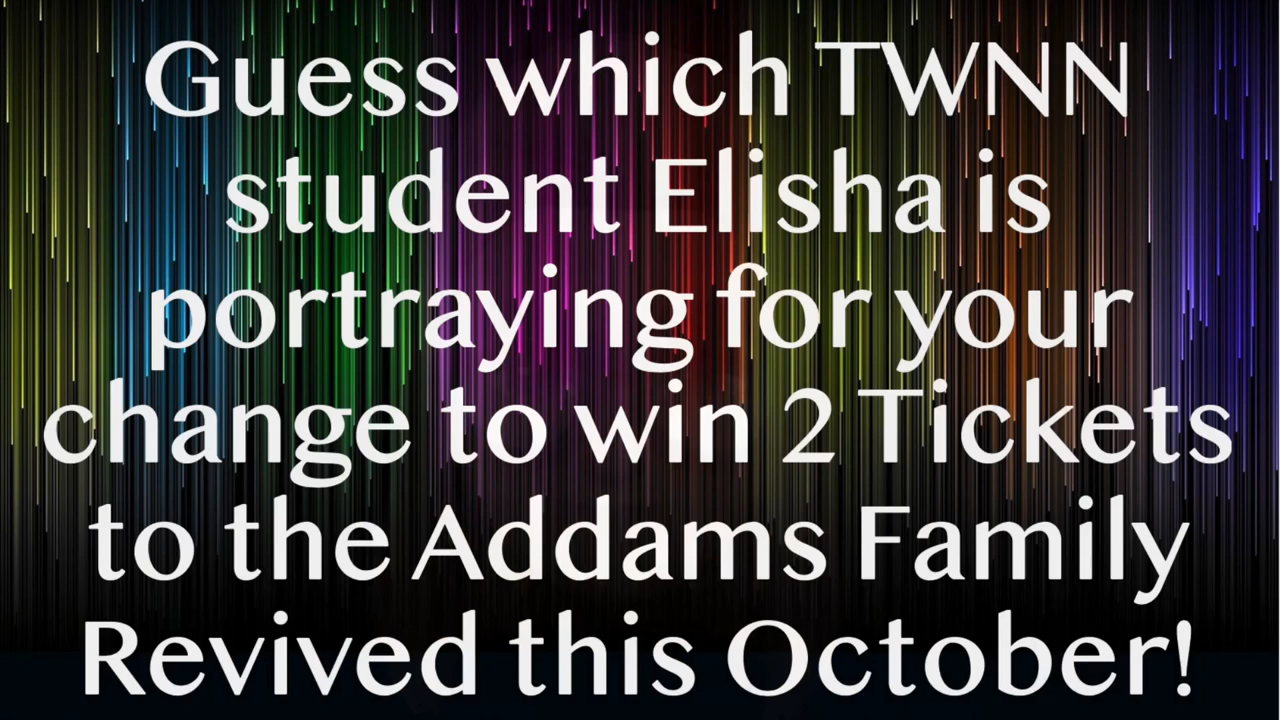 Guess which TWNN
student Elisha is
portraying for your
change to win 2 Tickets
to the Addams Family
Revived this October!